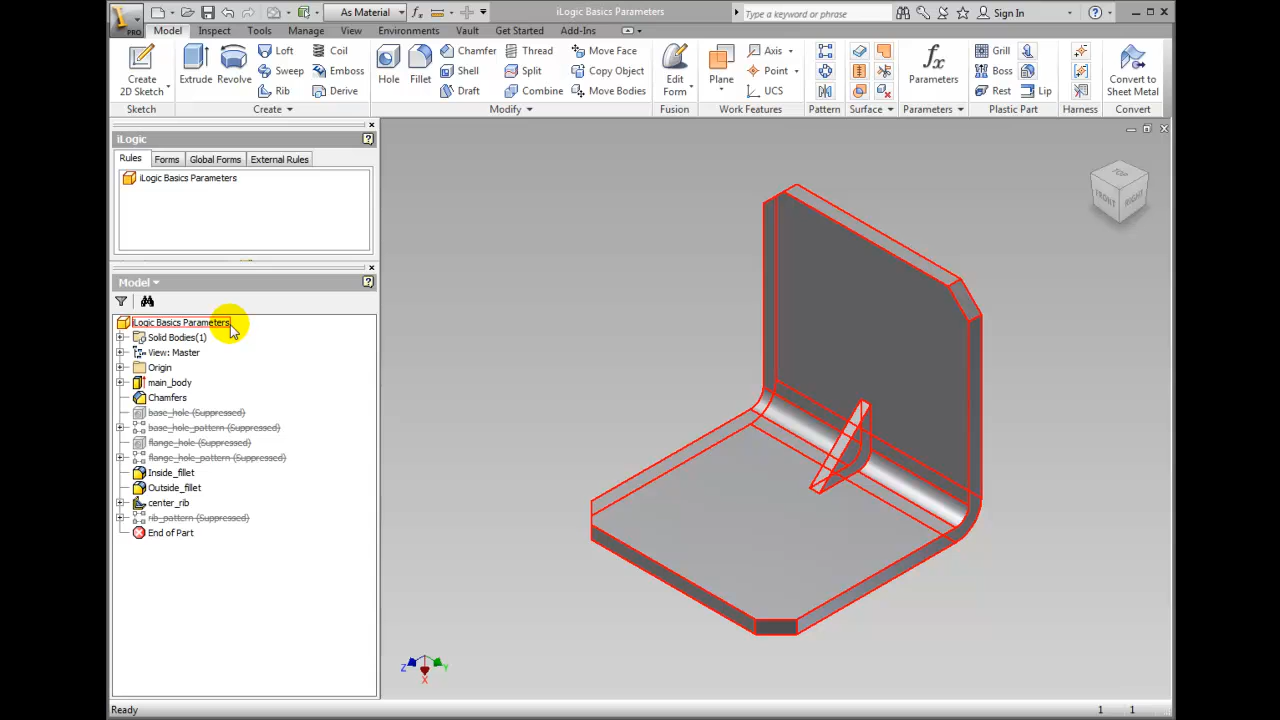 As Material
iLogic Basics Parameters
Type a keyword or phrase
Sign In
PRO
Model Inspect Tools Manage View Environments Vault Get Started Add-Ins
Create
2D Sketch
Extrude
Revolve
Loft
Sweep
Rib
Coil
Emboss
Derive
Hole
Fillet
Chamfer
Shell
Draft
Thread
Split
Combine
Move Face
Copy Object
Move Bodies
Edit
Form
Plane
Axis
Point
UCS
Parameters
Grill
Boss
Rest
Lip
Convert to
Sheet Metal
Sketch Create Modify Fusion Work Features Pattern Surface Parameters Plastic Part Harness Convert
iLogic
Rules Forms Global Forms External Rules
iLogic Basics Parameters
Model
iLogic Basics Parameters
Solid Bodies(1)
View: Master
Origin
main_body
Chamfers
base_hole (Suppressed)
base_hole_pattern (Suppressed)
flange_hole (Suppressed)
flange_hole_pattern (Suppressed)
Inside_fillet
Outside_fillet
center_rib
rib_pattern (Suppressed)
End of Part
TOP
FRONT
RIGHT
Z
Y
X
Ready
1 1